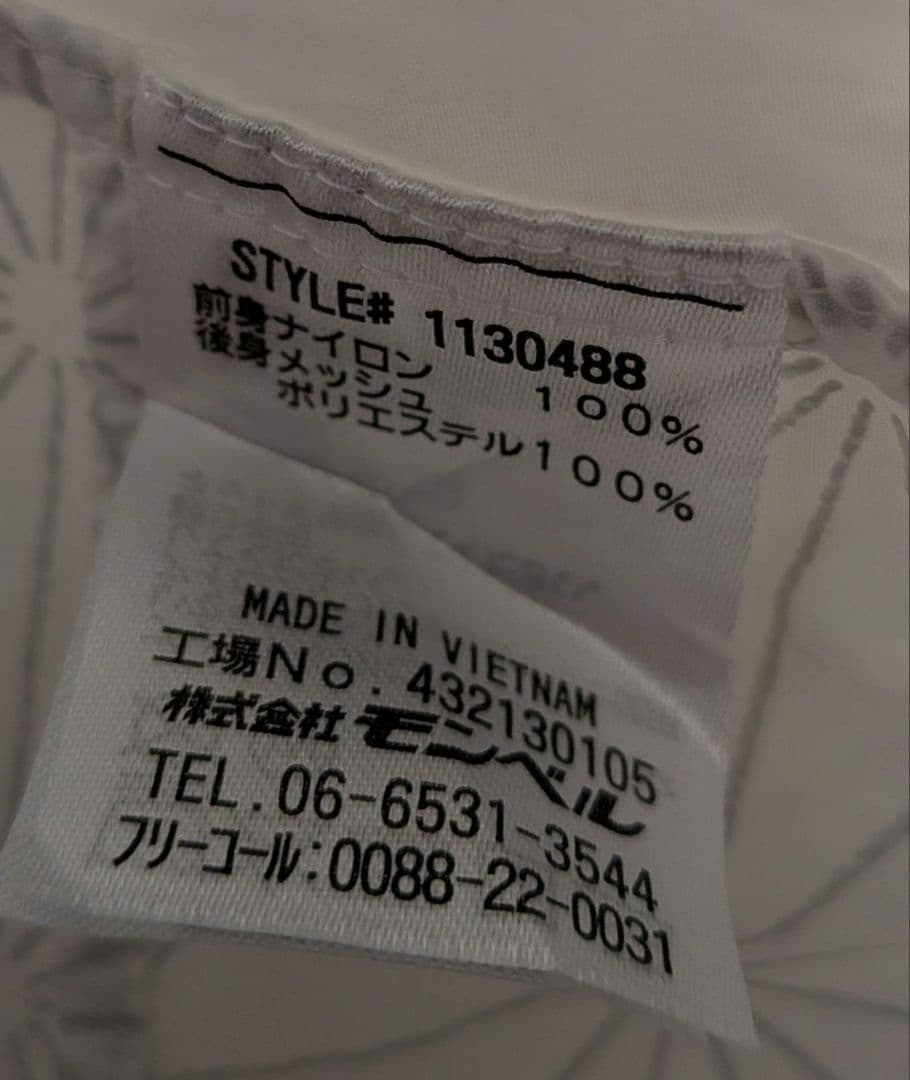 STYLE# 1130488
前身ナイロン 100%
後身メッシュ
ポリエステル100%
MADE IN VIETNAM
工場No.432130105
株式会社モンベル
TEL.06-6531-3544
フリーコール:0088-22-0031